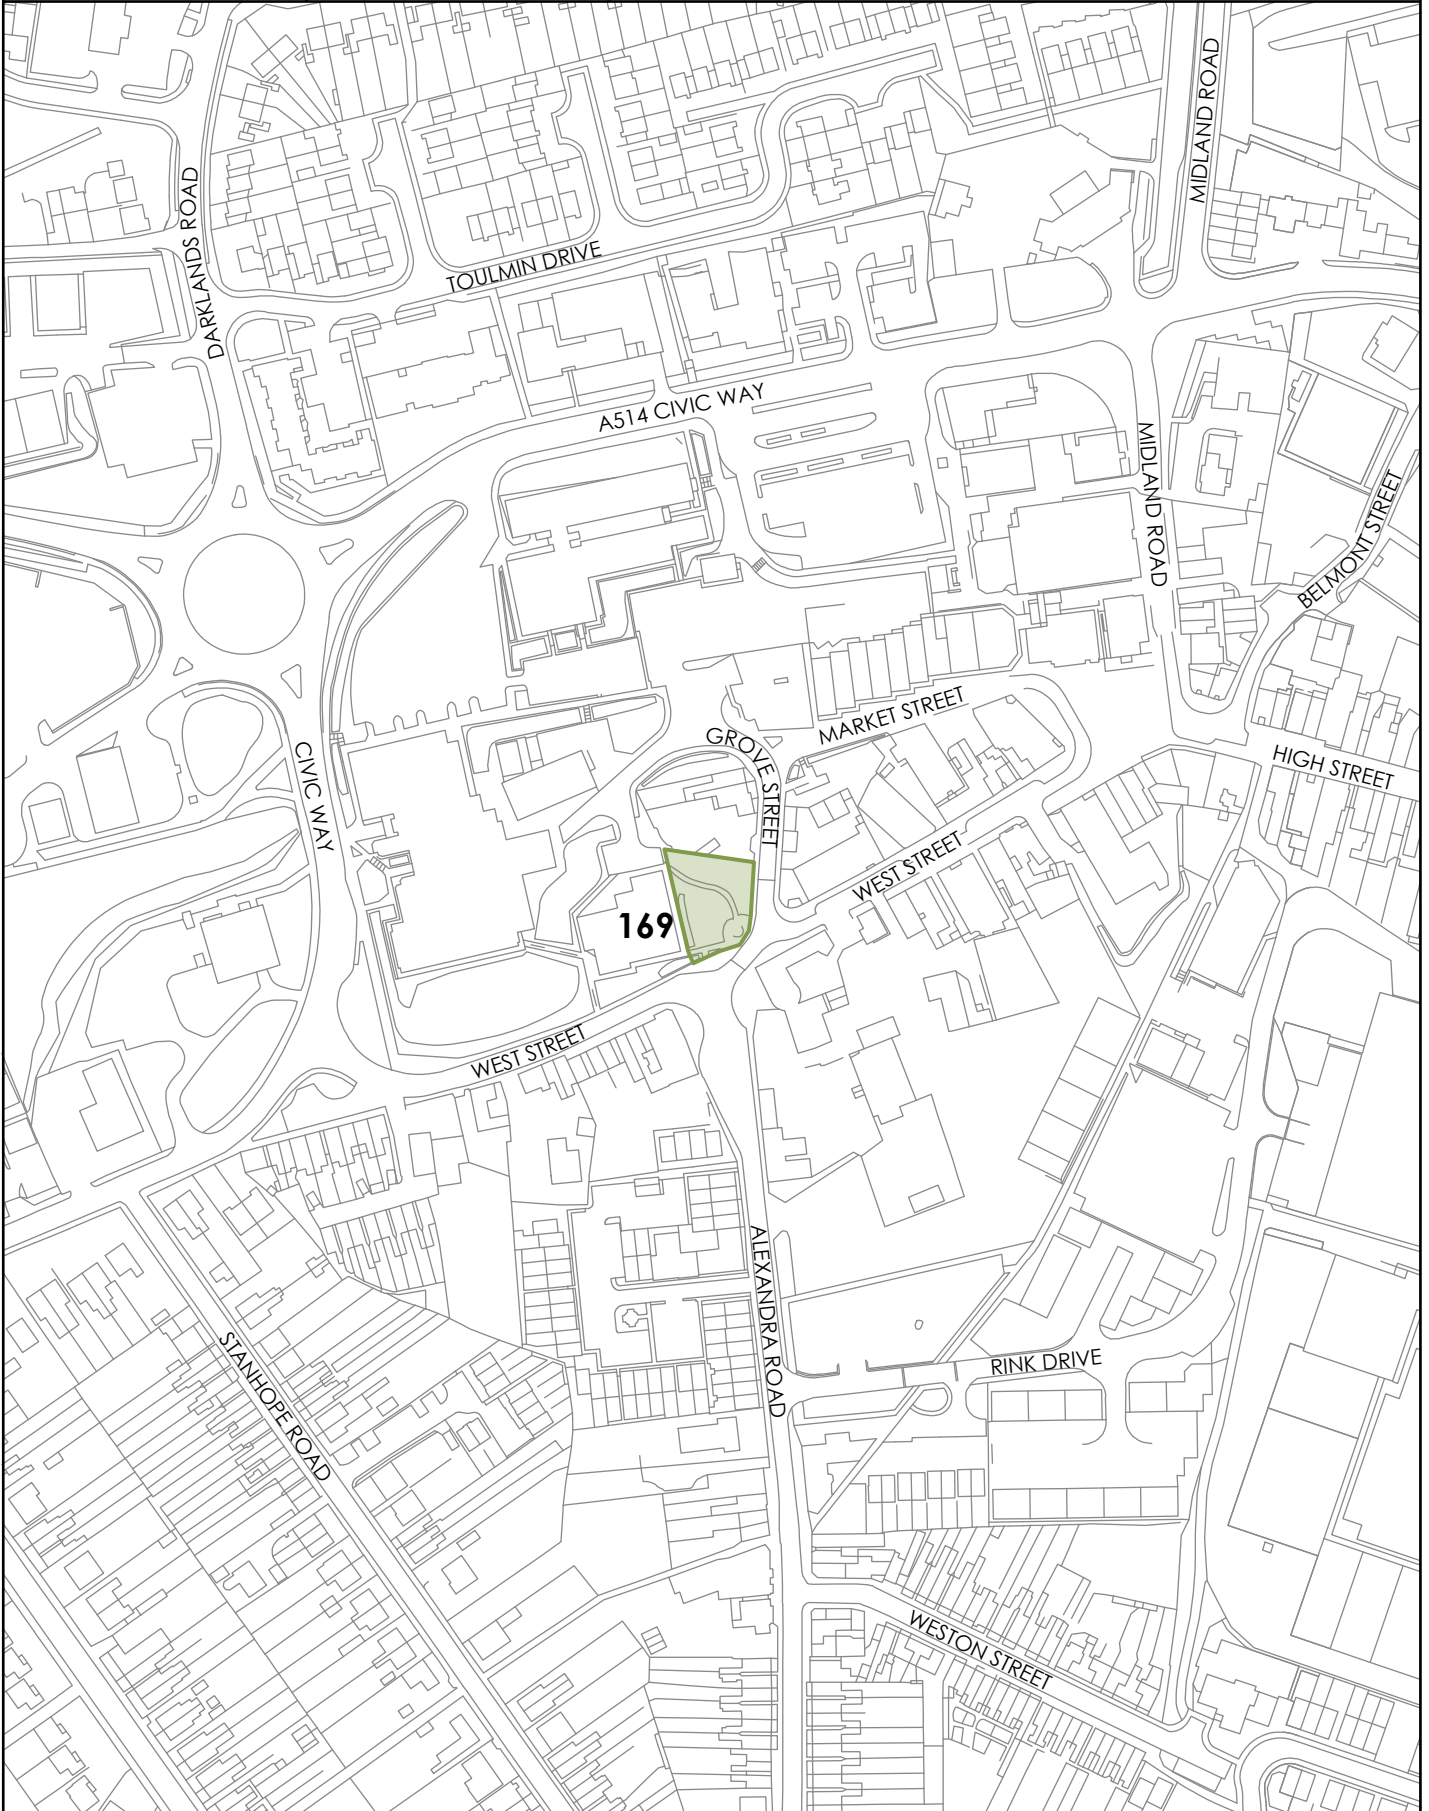 MIDLAND ROAD
DARKLANDS ROAD
TOULMIN DRIVE
A514 CIVIC WAY
MIDLAND ROAD
BELMONT STREET
MARKET STREET
GROVE STREET
HIGH STREET
CIVIC WAY
WEST STREET
169
WEST STREET
ALEXANDRA ROAD
STANHOPE ROAD
RINK DRIVE
WESTON STREET